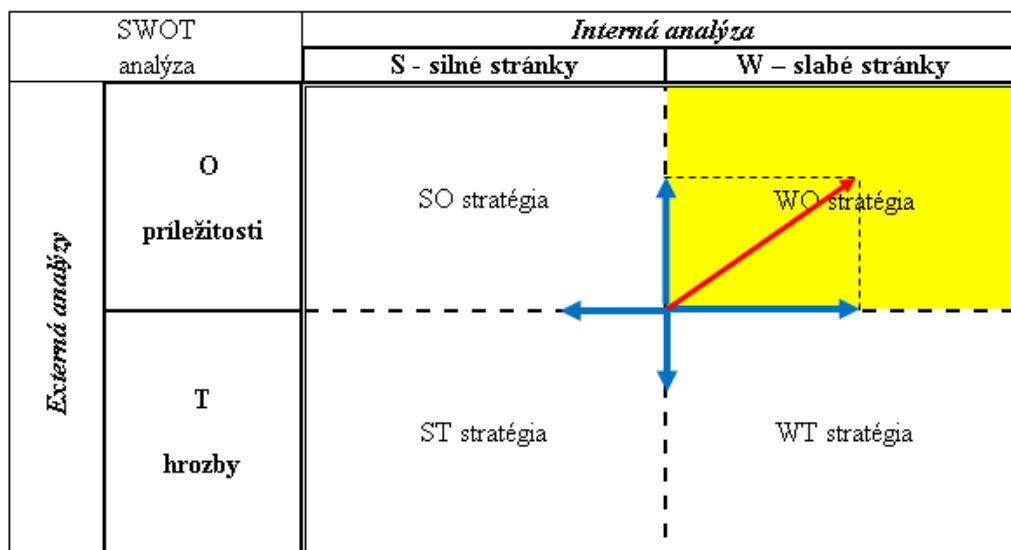 SWOT
analýza
Interná analýza
S - silné stránky
W – slabé stránky
Externá analýzy
O
príležitosti
SO stratégia
WO stratégia
T
hrozby
ST stratégia
WT stratégia